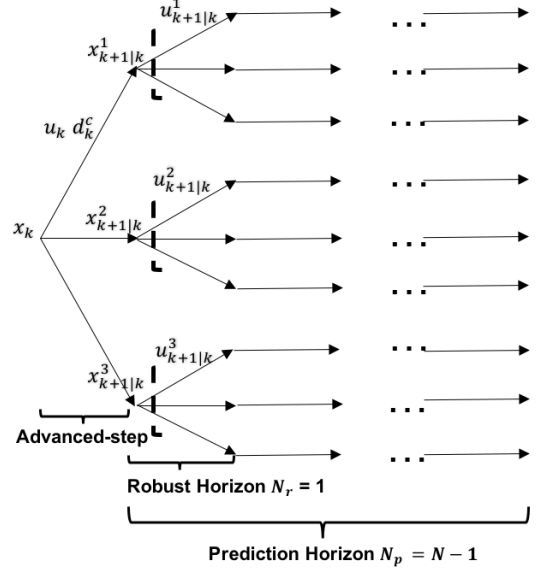 u¹ₖ₊₁|ₖ
x¹ₖ₊₁|ₖ
...
...
uₖ dᶜₖ
...
u²ₖ₊₁|ₖ
...
xₖ
x²ₖ₊₁|ₖ
...
...
u³ₖ₊₁|ₖ
...
x³ₖ₊₁|ₖ
...
Advanced-step
...
Robust Horizon Nᵣ = 1
Prediction Horizon Nₚ = N − 1